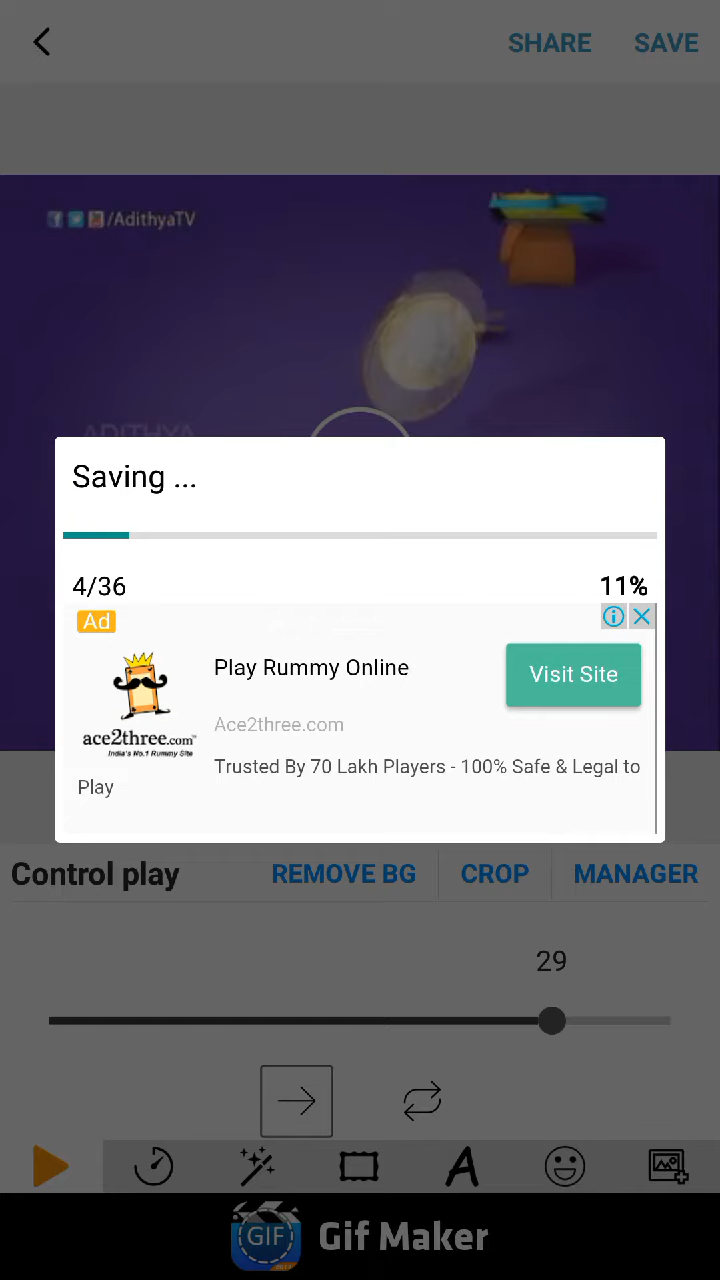 SHARE SAVE
/AdithyaTV
ADITHYA
Saving ...
4/36 11%
Ad
Play Rummy Online
Visit Site
ace2three.com
India's No.1 Rummy Site
Ace2three.com
Trusted By 70 Lakh Players - 100% Safe & Legal to
Play
Control play REMOVE BG CROP MANAGER
29
A
GIF Gif Maker